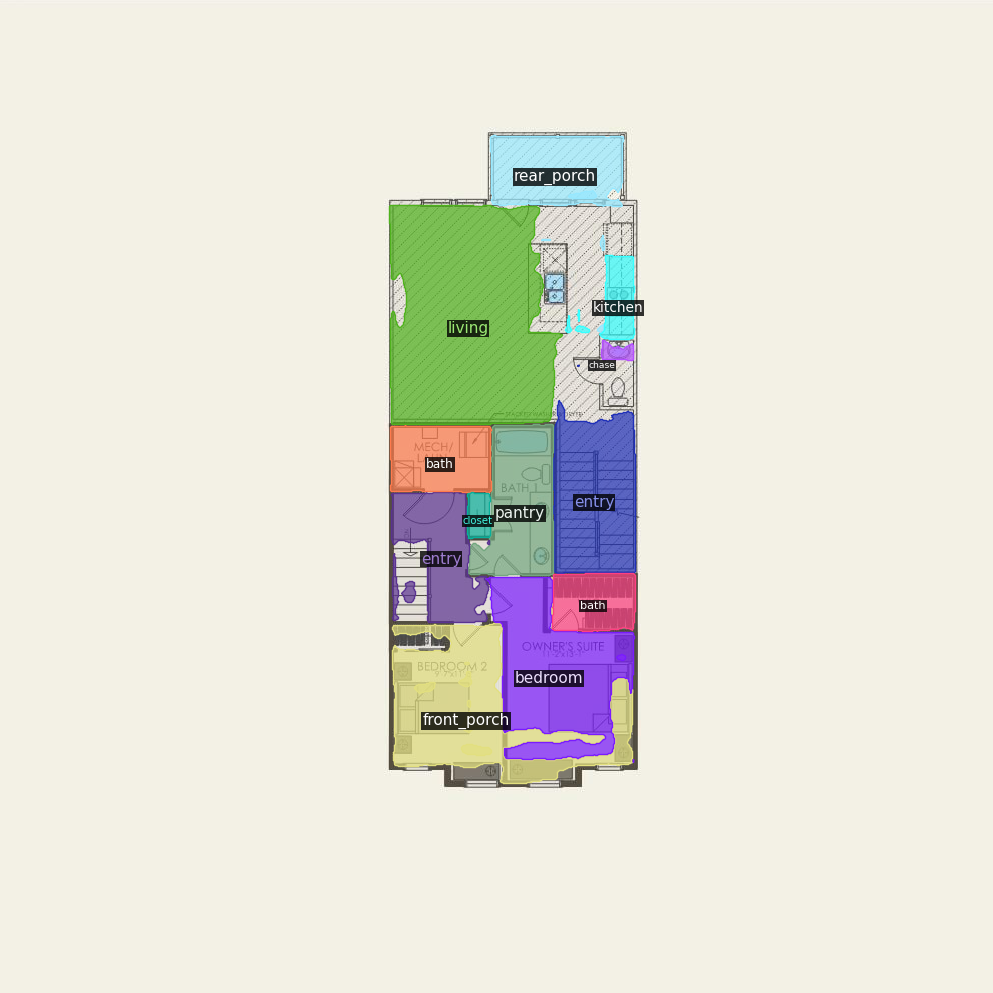 rear_porch
kitchen
living
chase
MECH/
bath
BATH 1
pantry
closet
entry
entry
bath
OWNER'S SUITE
BEDROOM 2
bedroom
front_porch